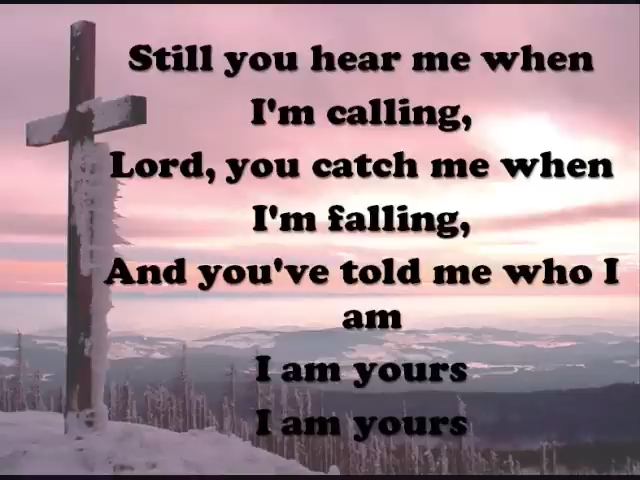 Still you hear me when
I'm calling,
Lord, you catch me when
I'm falling,
And you've told me who I
am
I am yours
I am yours